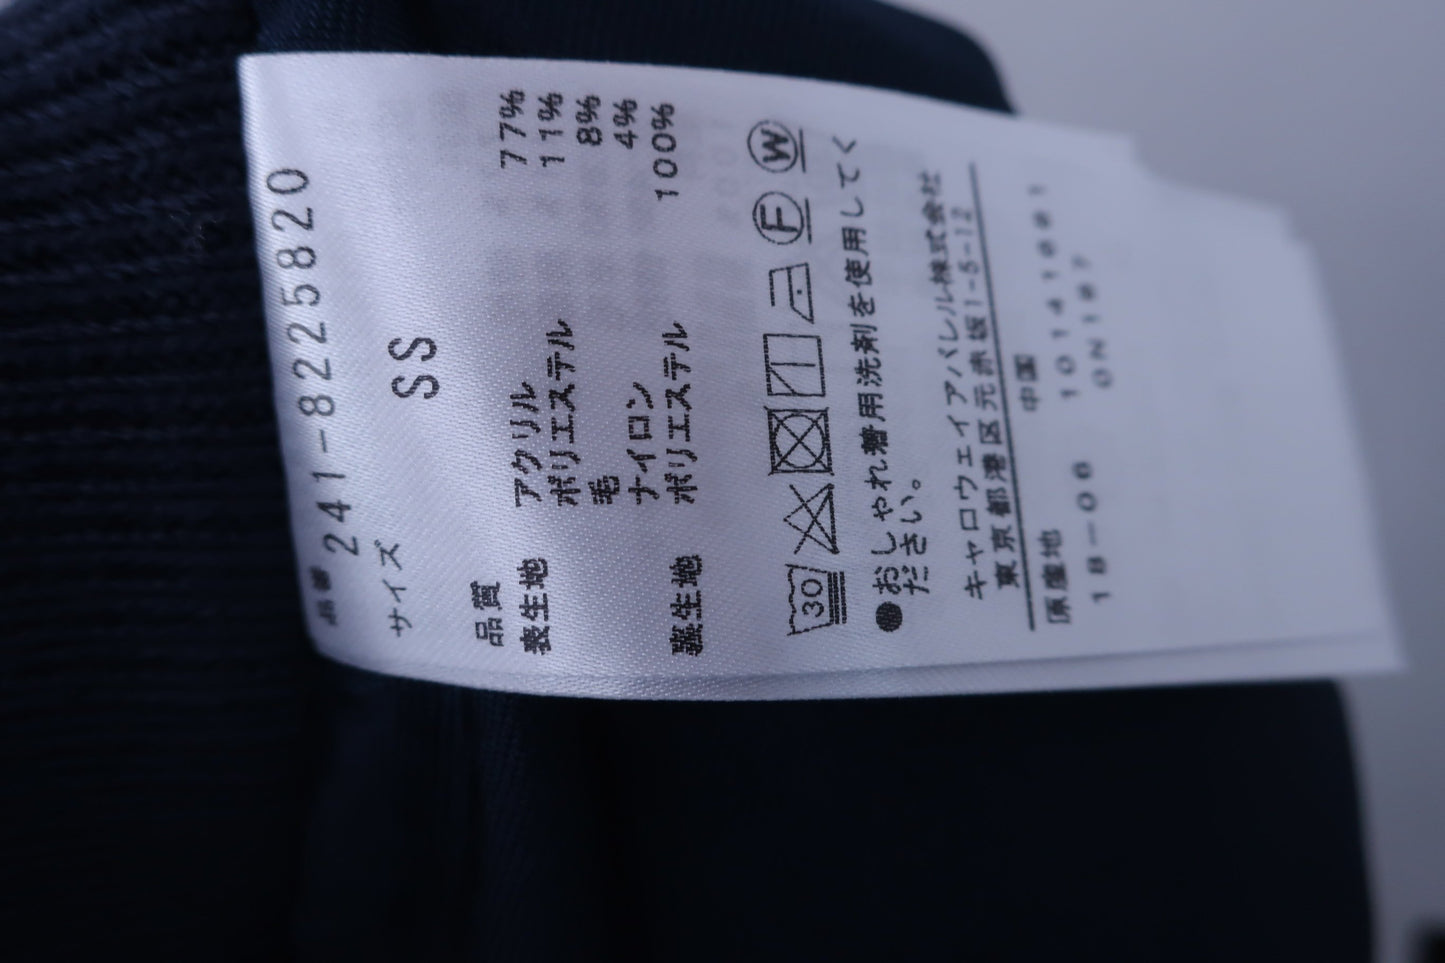 品番
241-8225820
サイズ
SS
品質
表生地 アクリル 77%
ポリエステル 11%
毛 8%
ナイロン 4%
裏生地 ポリエステル 100%
30 F W
●おしゃれ着用洗剤を使用してく
ださい。
キャロウェイアパレル株式会社
東京都港区元赤坂1-5-12
原産地 中国
18-06 10141001
0N187